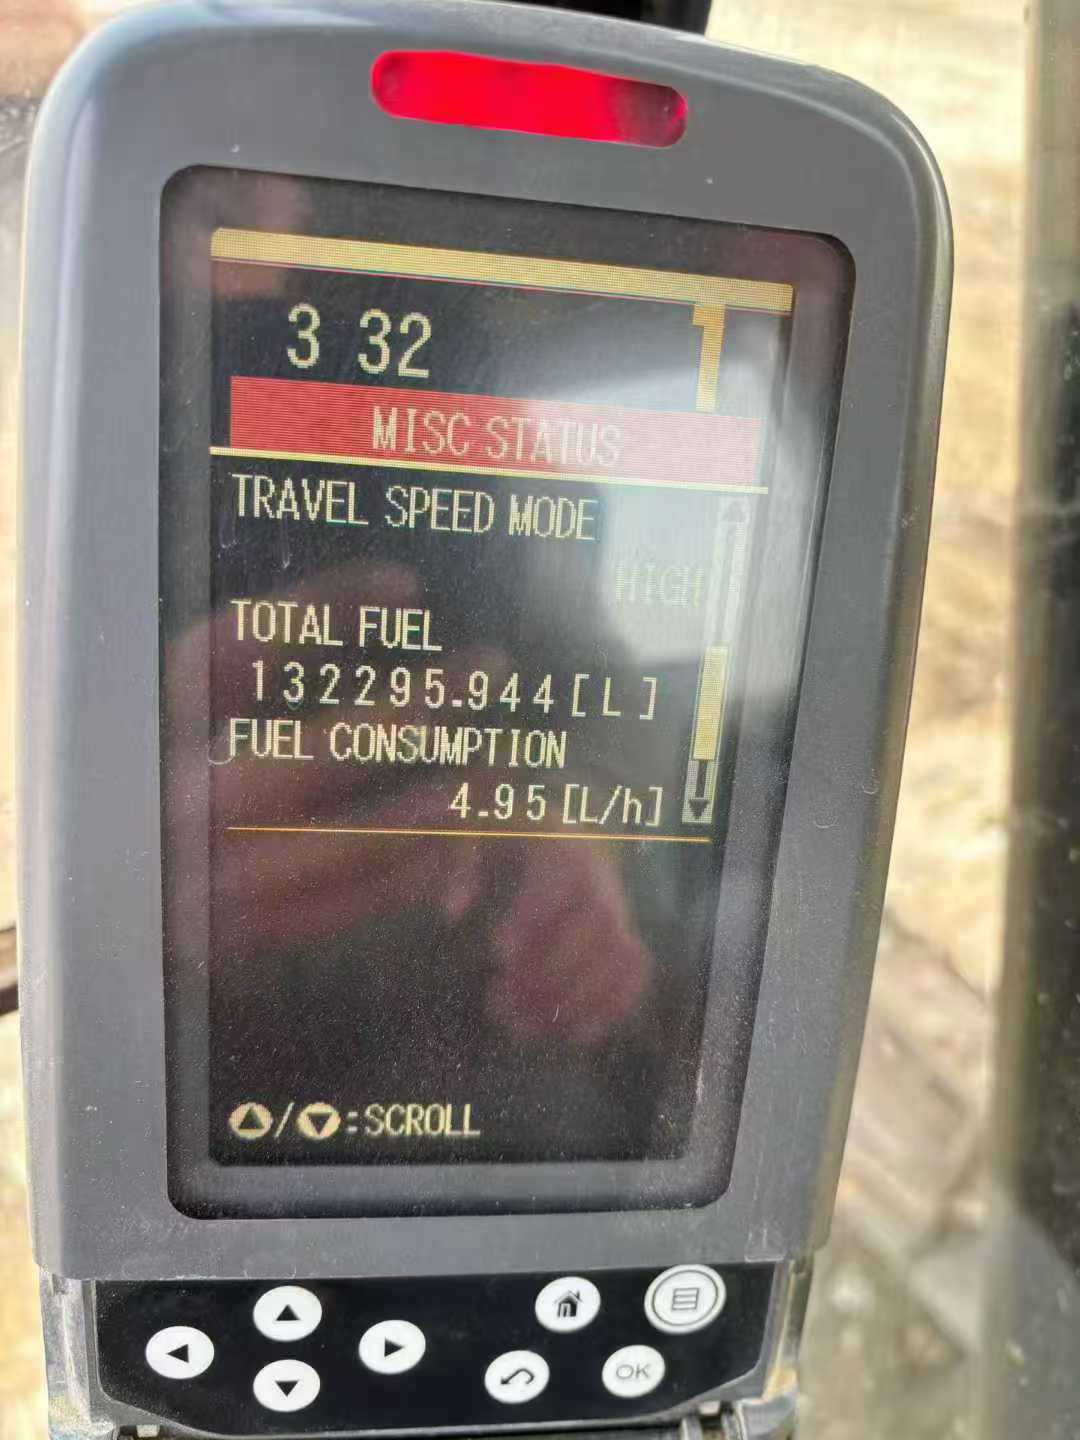 3 32
MISC STATUS
TRAVEL SPEED MODE
HIGH
TOTAL FUEL
132295.944[L]
FUEL CONSUMPTION
4.95[L/h]
/ :SCROLL
OK